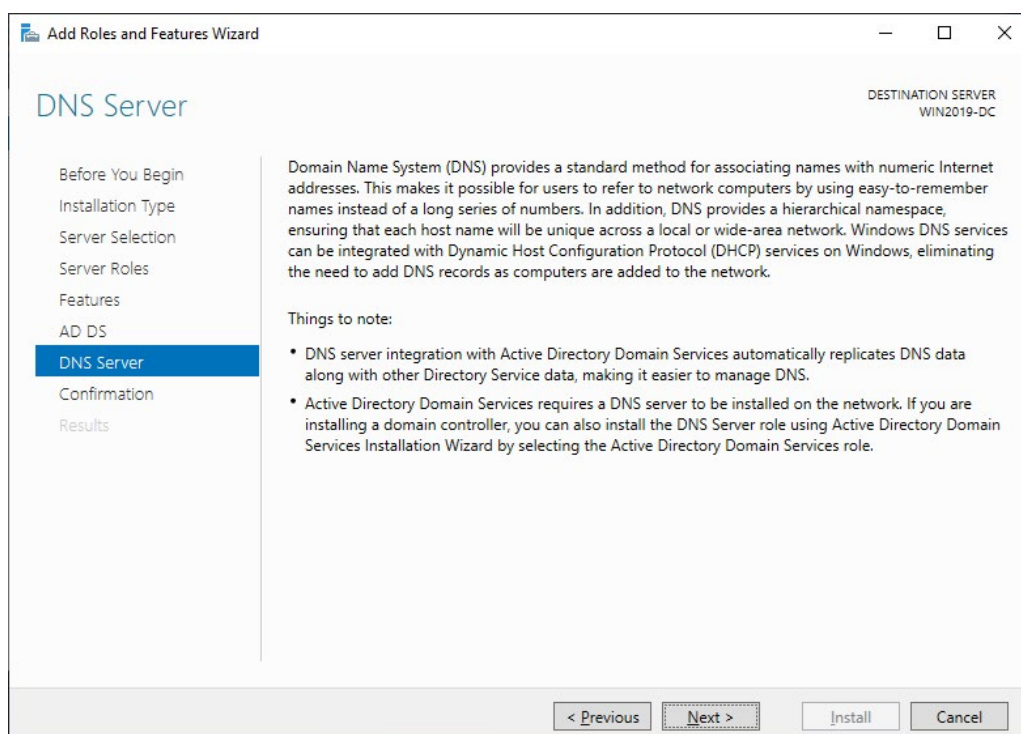 Add Roles and Features Wizard
DNS Server
DESTINATION SERVER
WIN2019-DC
Before You Begin
Installation Type
Server Selection
Server Roles
Features
AD DS
DNS Server
Confirmation
Results
Domain Name System (DNS) provides a standard method for associating names with numeric Internet
addresses. This makes it possible for users to refer to network computers by using easy-to-remember
names instead of a long series of numbers. In addition, DNS provides a hierarchical namespace,
ensuring that each host name will be unique across a local or wide-area network. Windows DNS services
can be integrated with Dynamic Host Configuration Protocol (DHCP) services on Windows, eliminating
the need to add DNS records as computers are added to the network.
Things to note:
• DNS server integration with Active Directory Domain Services automatically replicates DNS data
along with other Directory Service data, making it easier to manage DNS.
• Active Directory Domain Services requires a DNS server to be installed on the network. If you are
installing a domain controller, you can also install the DNS Server role using Active Directory Domain
Services Installation Wizard by selecting the Active Directory Domain Services role.
< Previous
Next >
Install
Cancel